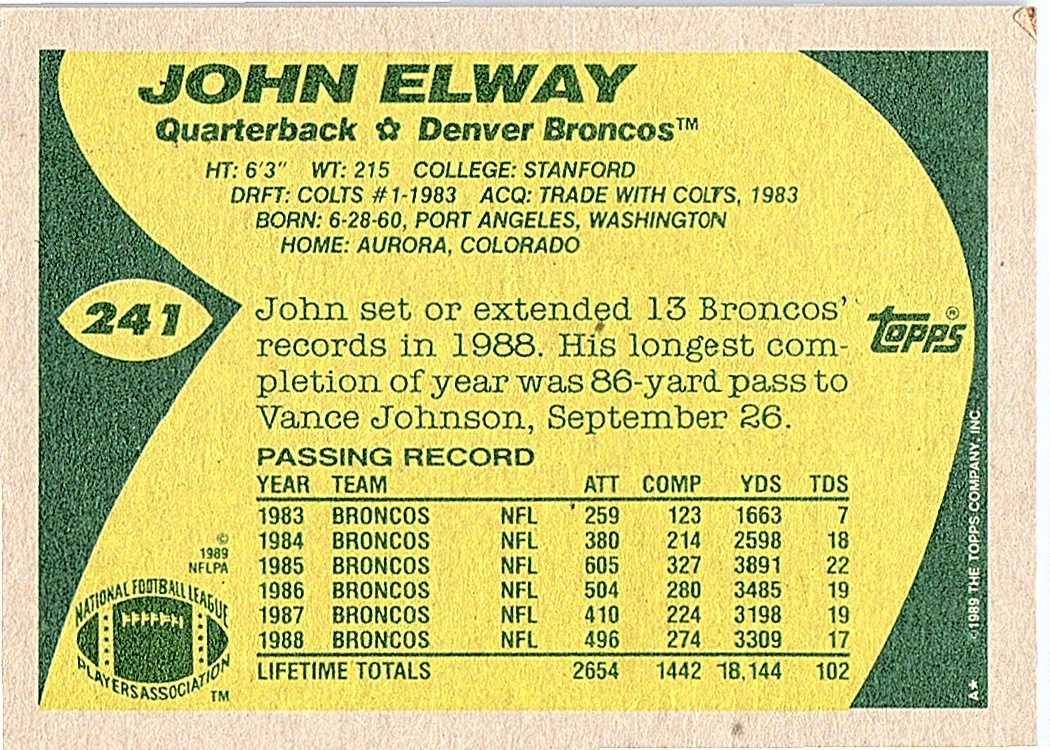 JOHN ELWAY
Quarterback ✿ Denver Broncos™
HT: 6'3" WT: 215 COLLEGE: STANFORD
DRFT: COLTS #1-1983 ACQ: TRADE WITH COLTS, 1983
BORN: 6-28-60, PORT ANGELES, WASHINGTON
HOME: AURORA, COLORADO
241
John set or extended 13 Broncos'
records in 1988. His longest com-
pletion of year was 86-yard pass to
Vance Johnson, September 26.
TOPPS®
PASSING RECORD
YEAR TEAM ATT COMP YDS TDS
1983 BRONCOS NFL 259 123 1663 7
1984 BRONCOS NFL 380 214 2598 18
1985 BRONCOS NFL 605 327 3891 22
1986 BRONCOS NFL 504 280 3485 19
1987 BRONCOS NFL 410 224 3198 19
1988 BRONCOS NFL 496 274 3309 17
LIFETIME TOTALS 2654 1442 18,144 102
©
1989
NFLPA
NATIONAL FOOTBALL LEAGUE
PLAYERS ASSOCIATION
TM
©1989 THE TOPPS COMPANY, INC.
A★